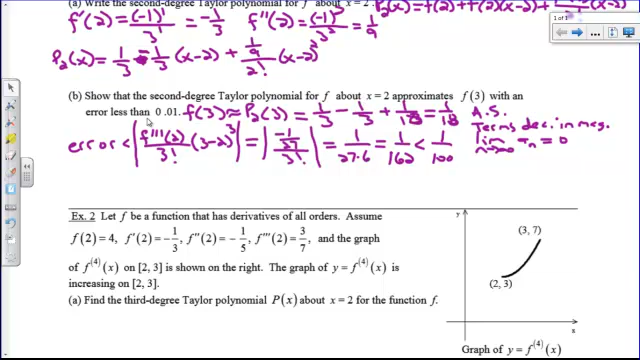 (a) Write the second-degree Taylor polynomial for f about x = 2.
f'(2) = (-1)^1/3^1 = -1/3 f''(2) = (-1)^2/3^2 = 1/9
P₂(x) = 1/3 - 1/3 (x-2) + 1/9/2! (x-2)^2
(b) Show that the second-degree Taylor polynomial for f about x = 2 approximates f(3) with an
error less than 0.01. f(3) ≈ P₂(3) = 1/3 - 1/3 + 1/18 = 1/18 A.S.
Terms dec. in mag.
error < |f'''(2)/3! (3-2)^3| = |-1/27/3!| = 1/27·6 = 1/162 < 1/100 lim n→∞ Tn = 0
Ex. 2 Let f be a function that has derivatives of all orders. Assume
f(2) = 4, f'(2) = -1/3, f''(2) = -1/5, f'''(2) = 3/7, and the graph
of f^(4)(x) on [2, 3] is shown on the right. The graph of y = f^(4)(x) is
increasing on [2, 3].
(a) Find the third-degree Taylor polynomial P(x) about x = 2 for the function f.
y
(3, 7)
(2, 3)
x
Graph of y = f^(4)(x)
1 of 1